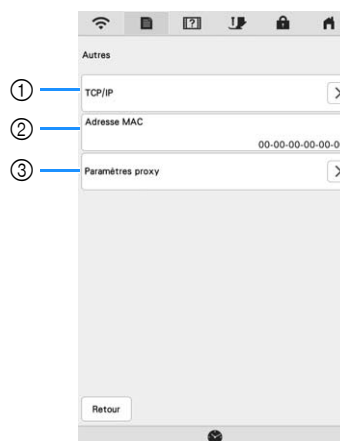 Autres
① TCP/IP
② Adresse MAC
00-00-00-00-00-0
③ Paramètres proxy
Retour